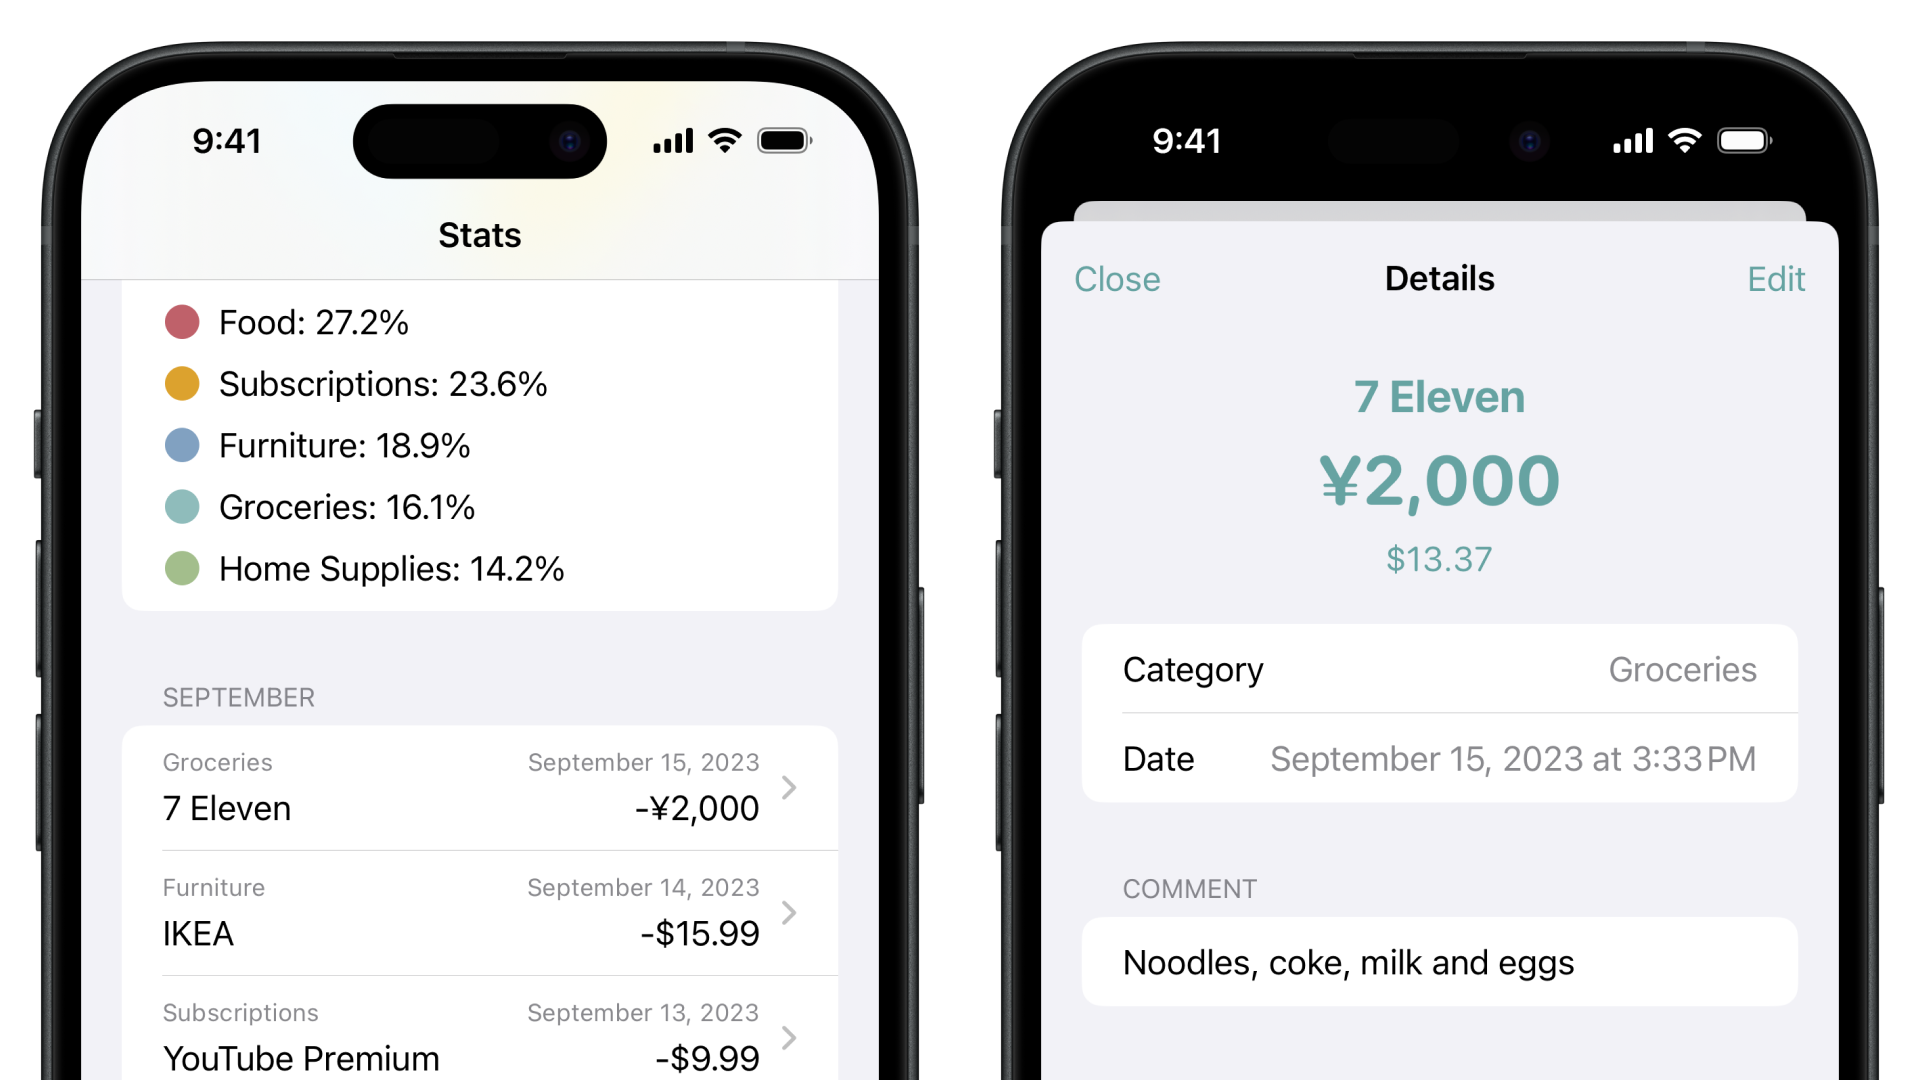 9:41
Stats
Food: 27.2%
Subscriptions: 23.6%
Furniture: 18.9%
Groceries: 16.1%
Home Supplies: 14.2%
SEPTEMBER
Groceries September 15, 2023
7 Eleven -¥2,000
Furniture September 14, 2023
IKEA -$15.99
Subscriptions September 13, 2023
YouTube Premium -$9.99
9:41
Close Details Edit
7 Eleven
¥2,000
$13.37
Category Groceries
Date September 15, 2023 at 3:33 PM
COMMENT
Noodles, coke, milk and eggs